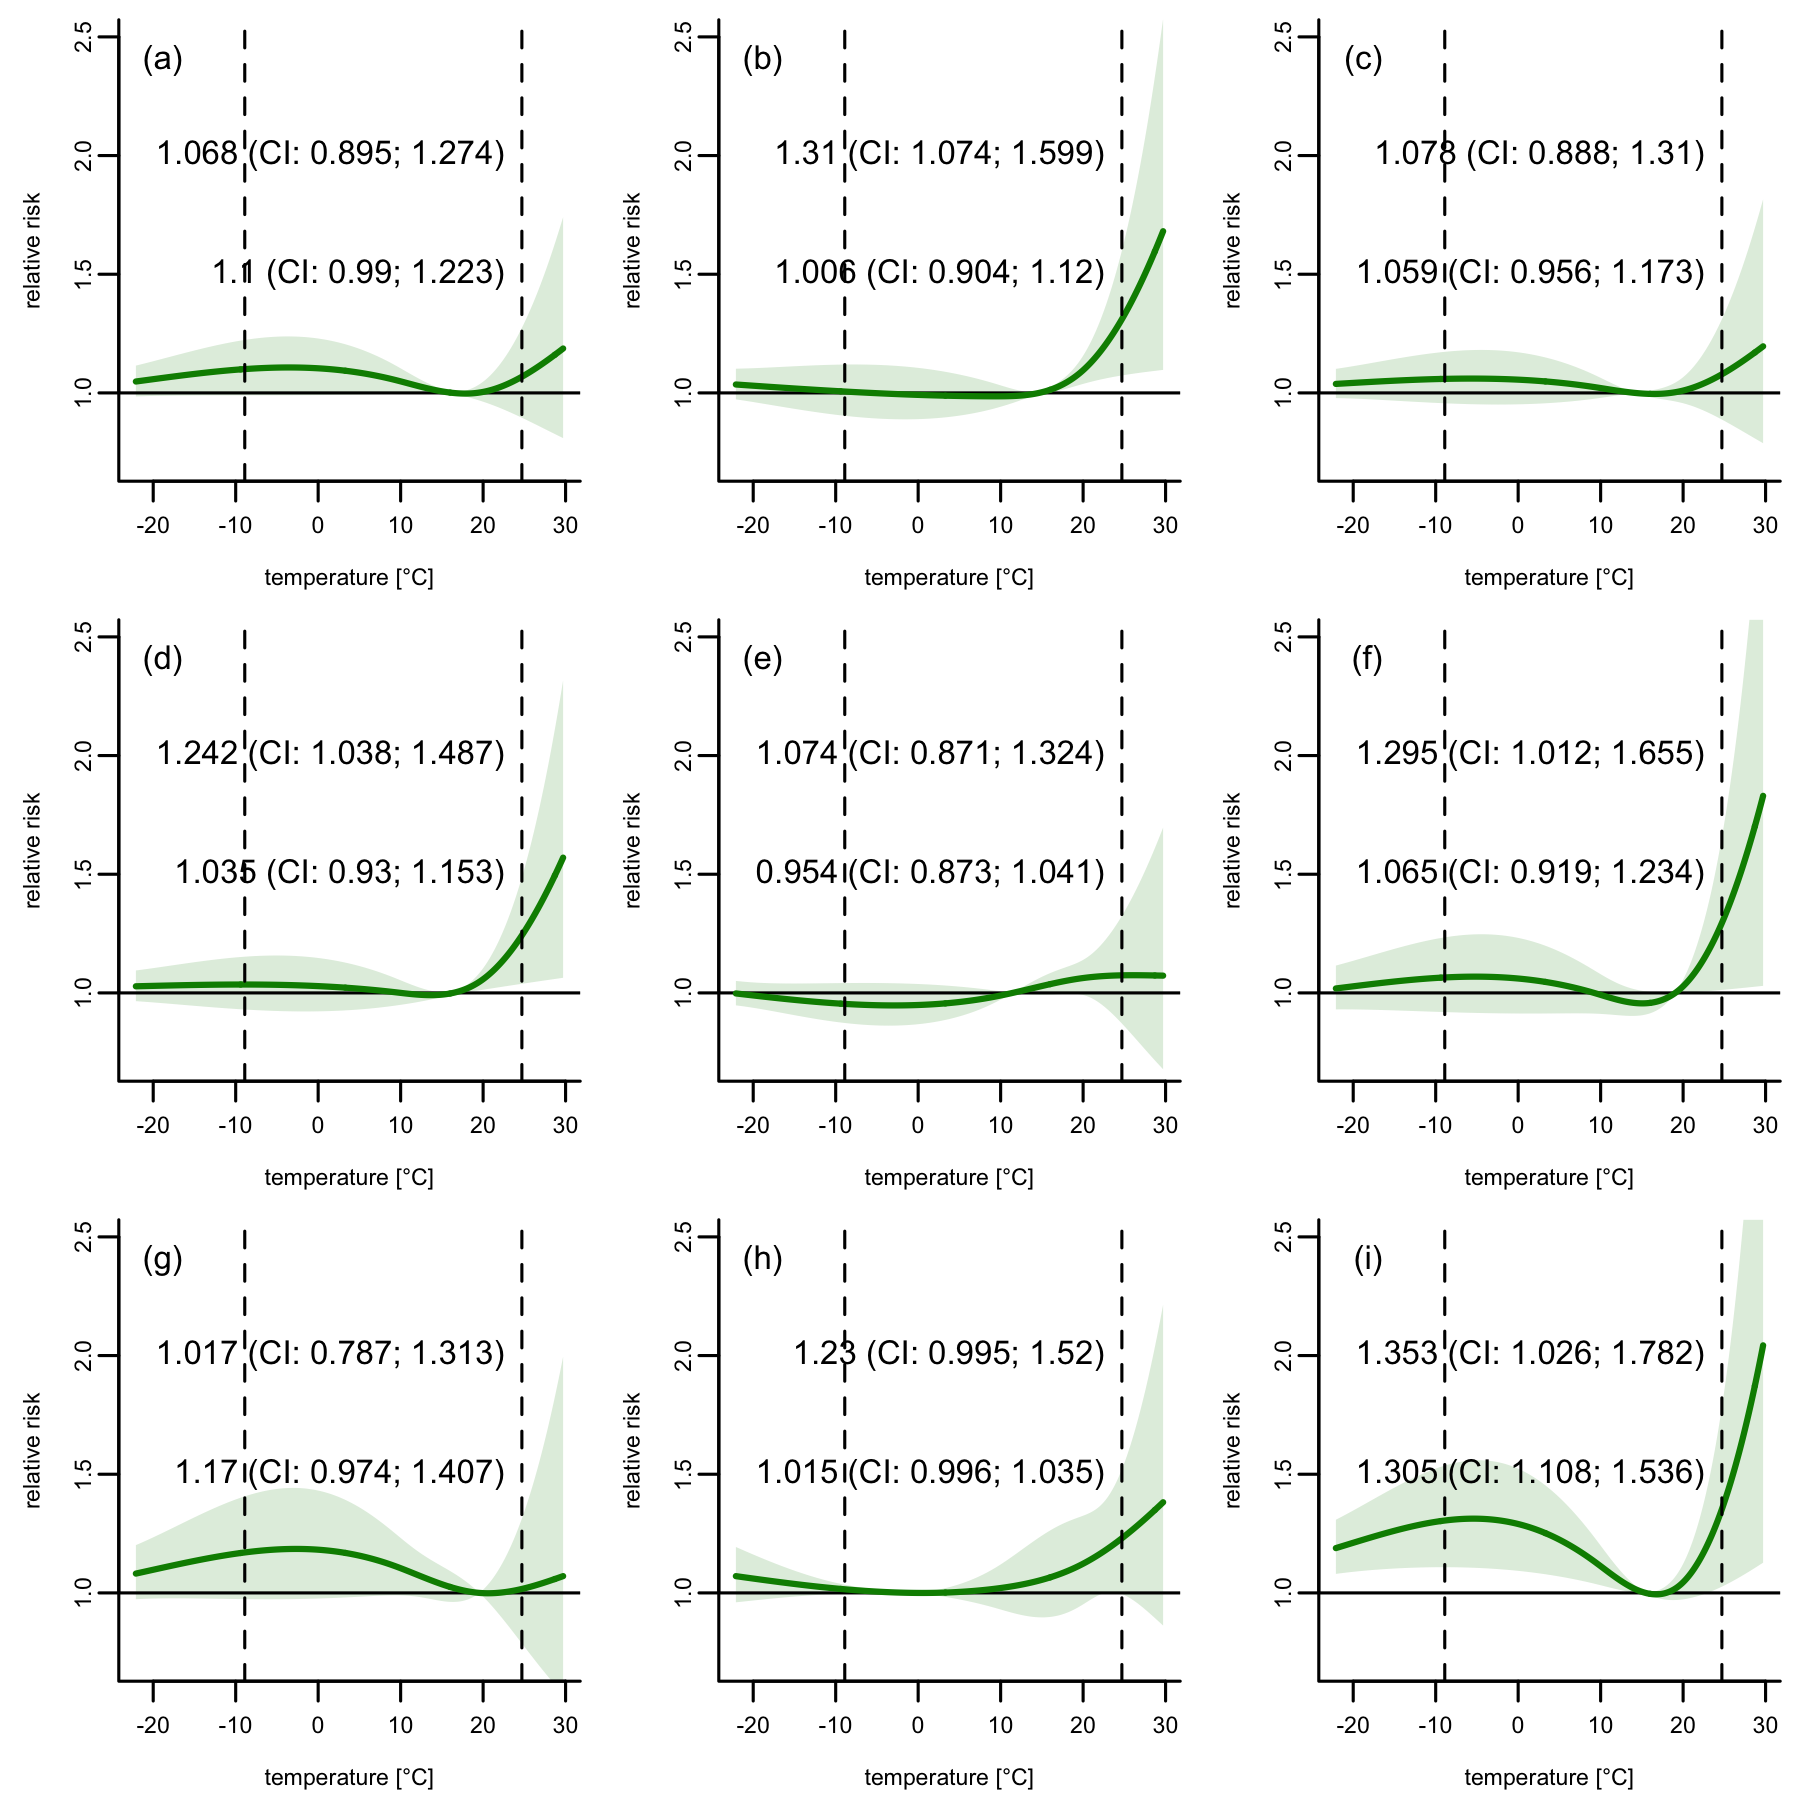 (a)
1.068 (CI: 0.895; 1.274)
1.1 (CI: 0.99; 1.223)
relative risk
1.0 1.5 2.0 2.5
-20 -10 0 10 20 30
temperature [°C]
(b)
1.31 (CI: 1.074; 1.599)
1.006 (CI: 0.904; 1.12)
relative risk
1.0 1.5 2.0 2.5
-20 -10 0 10 20 30
temperature [°C]
(c)
1.078 (CI: 0.888; 1.31)
1.059 (CI: 0.956; 1.173)
relative risk
1.0 1.5 2.0 2.5
-20 -10 0 10 20 30
temperature [°C]
(d)
1.242 (CI: 1.038; 1.487)
1.035 (CI: 0.93; 1.153)
relative risk
1.0 1.5 2.0 2.5
-20 -10 0 10 20 30
temperature [°C]
(e)
1.074 (CI: 0.871; 1.324)
0.954 (CI: 0.873; 1.041)
relative risk
1.0 1.5 2.0 2.5
-20 -10 0 10 20 30
temperature [°C]
(f)
1.295 (CI: 1.012; 1.655)
1.065 (CI: 0.919; 1.234)
relative risk
1.0 1.5 2.0 2.5
-20 -10 0 10 20 30
temperature [°C]
(g)
1.017 (CI: 0.787; 1.313)
1.17 (CI: 0.974; 1.407)
relative risk
1.0 1.5 2.0 2.5
-20 -10 0 10 20 30
temperature [°C]
(h)
1.23 (CI: 0.995; 1.52)
1.015 (CI: 0.996; 1.035)
relative risk
1.0 1.5 2.0 2.5
-20 -10 0 10 20 30
temperature [°C]
(i)
1.353 (CI: 1.026; 1.782)
1.305 (CI: 1.108; 1.536)
relative risk
1.0 1.5 2.0 2.5
-20 -10 0 10 20 30
temperature [°C]